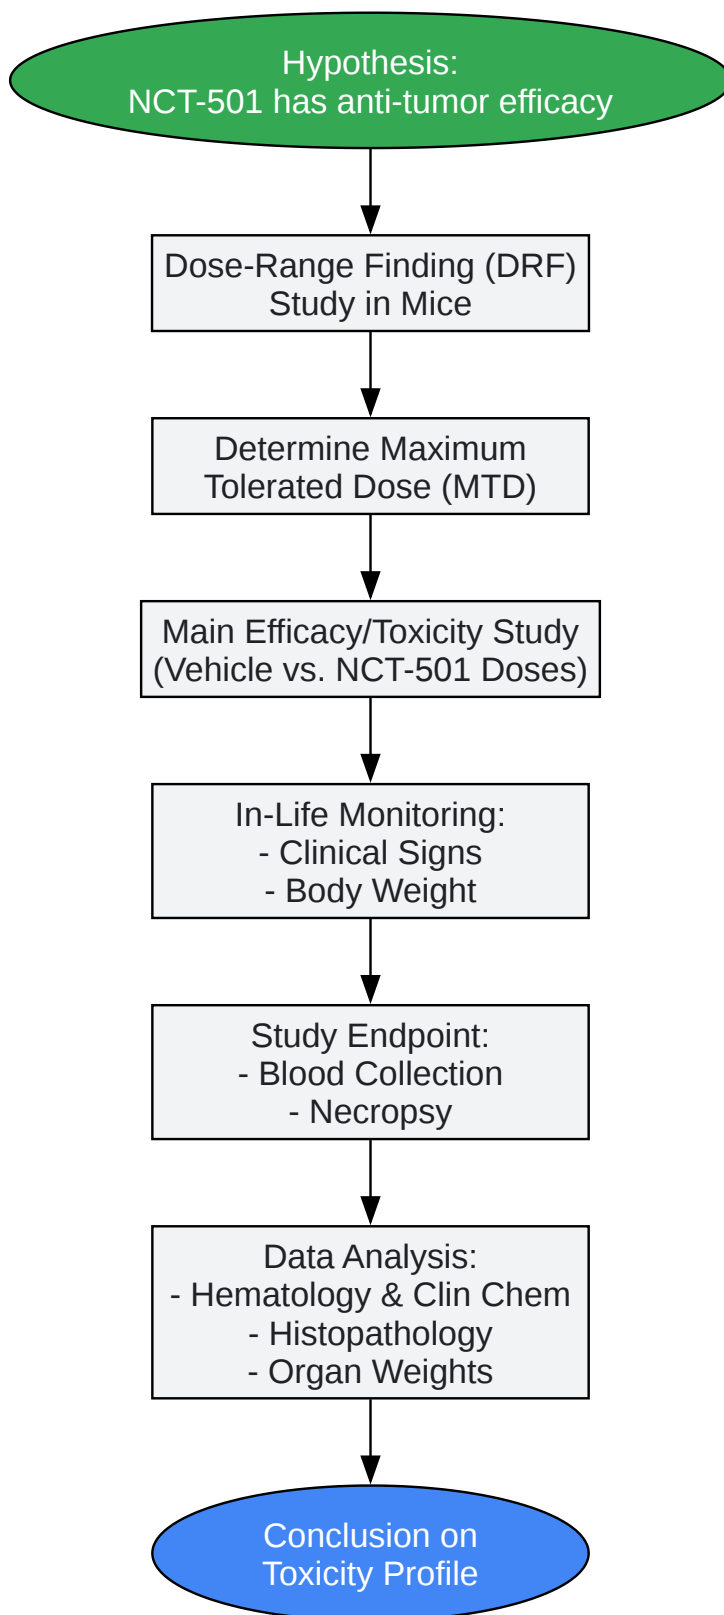 Hypothesis:
NCT-501 has anti-tumor efficacy
Dose-Range Finding (DRF)
Study in Mice
Determine Maximum
Tolerated Dose (MTD)
Main Efficacy/Toxicity Study
(Vehicle vs. NCT-501 Doses)
In-Life Monitoring:
- Clinical Signs
- Body Weight
Study Endpoint:
- Blood Collection
- Necropsy
Data Analysis:
- Hematology & Clin Chem
- Histopathology
- Organ Weights
Conclusion on
Toxicity Profile